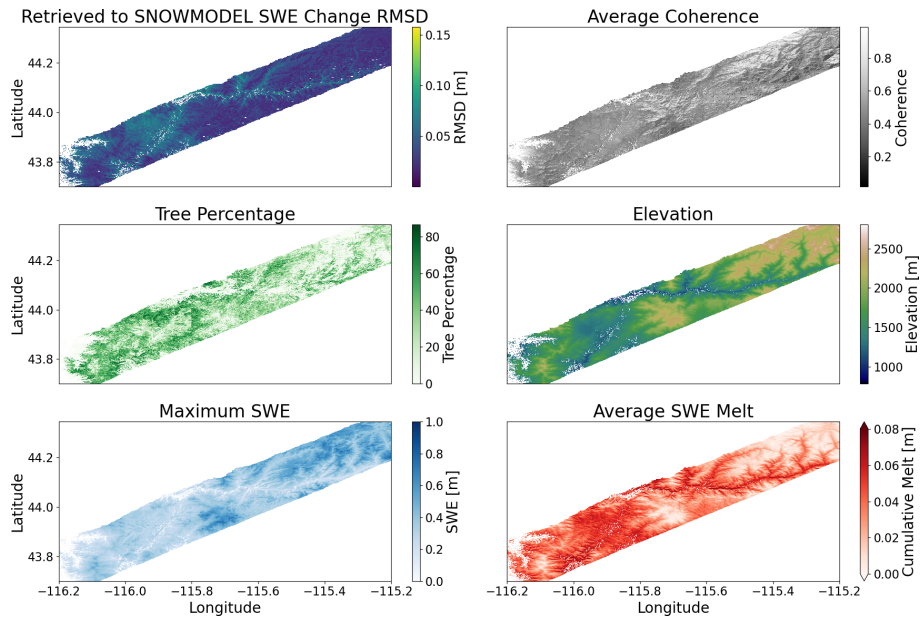 Retrieved to SNOWMODEL SWE Change RMSD
Average Coherence
44.2
44.0
43.8
Latitude
0.15
0.10
0.05
RMSD [m]
0.8
0.6
0.4
0.2
Coherence
Tree Percentage
Elevation
44.2
44.0
43.8
Latitude
80
60
40
20
0
Tree Percentage
2500
2000
1500
1000
Elevation [m]
Maximum SWE
Average SWE Melt
44.2
44.0
43.8
Latitude
1.0
0.8
0.6
0.4
0.2
0.0
SWE [m]
0.08
0.06
0.04
0.02
0.00
Cumulative Melt [m]
−116.2 −116.0 −115.8 −115.6 −115.4 −115.2
Longitude
−116.2 −116.0 −115.8 −115.6 −115.4 −115.2
Longitude